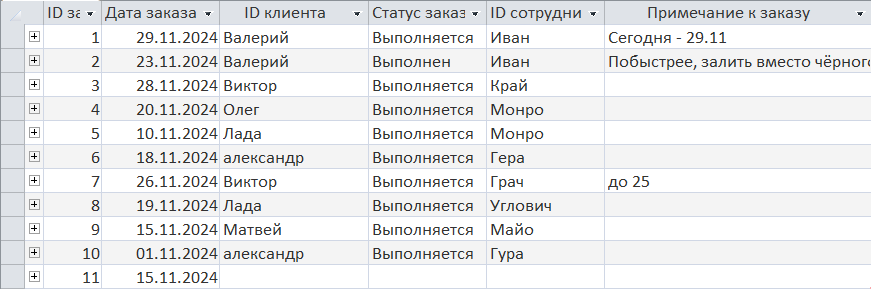 ID за Дата заказа ID клиента Статус заказ ID сотрудни Примечание к заказу
1 29.11.2024 Валерий Выполняется Иван Сегодня - 29.11
2 23.11.2024 Валерий Выполнен Иван Побыстрее, залить вместо чёрного
3 28.11.2024 Виктор Выполняется Край
4 20.11.2024 Олег Выполняется Монро
5 10.11.2024 Лада Выполняется Монро
6 18.11.2024 александр Выполняется Гера
7 26.11.2024 Виктор Выполняется Грач до 25
8 19.11.2024 Лада Выполняется Углович
9 15.11.2024 Матвей Выполняется Майо
10 01.11.2024 александр Выполняется Гура
11 15.11.2024